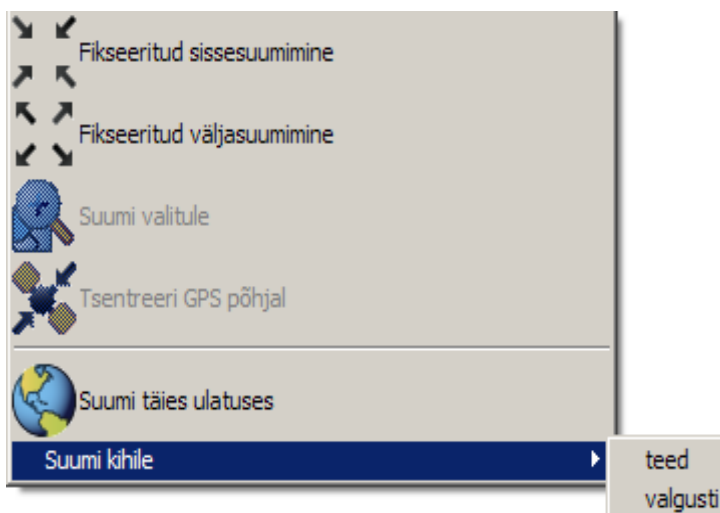 Fikseeritud sissesuumimine
Fikseeritud väljasuumimine
Suumi valitule
Tsentreeri GPS põhjal
Suumi täies ulatuses
Suumi kihile
teed
valgusti